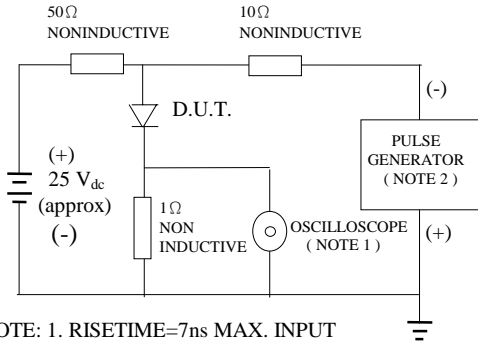 50Ω
NONINDUCTIVE
10Ω
NONINDUCTIVE
(-)
D.U.T.
PULSE
GENERATOR
( NOTE 2 )
(+)
25 Vdc
(approx)
(-)
1Ω
NON
INDUCTIVE
OSCILLOSCOPE
( NOTE 1 )
(+)
OTE: 1. RISETIME=7ns MAX. INPUT